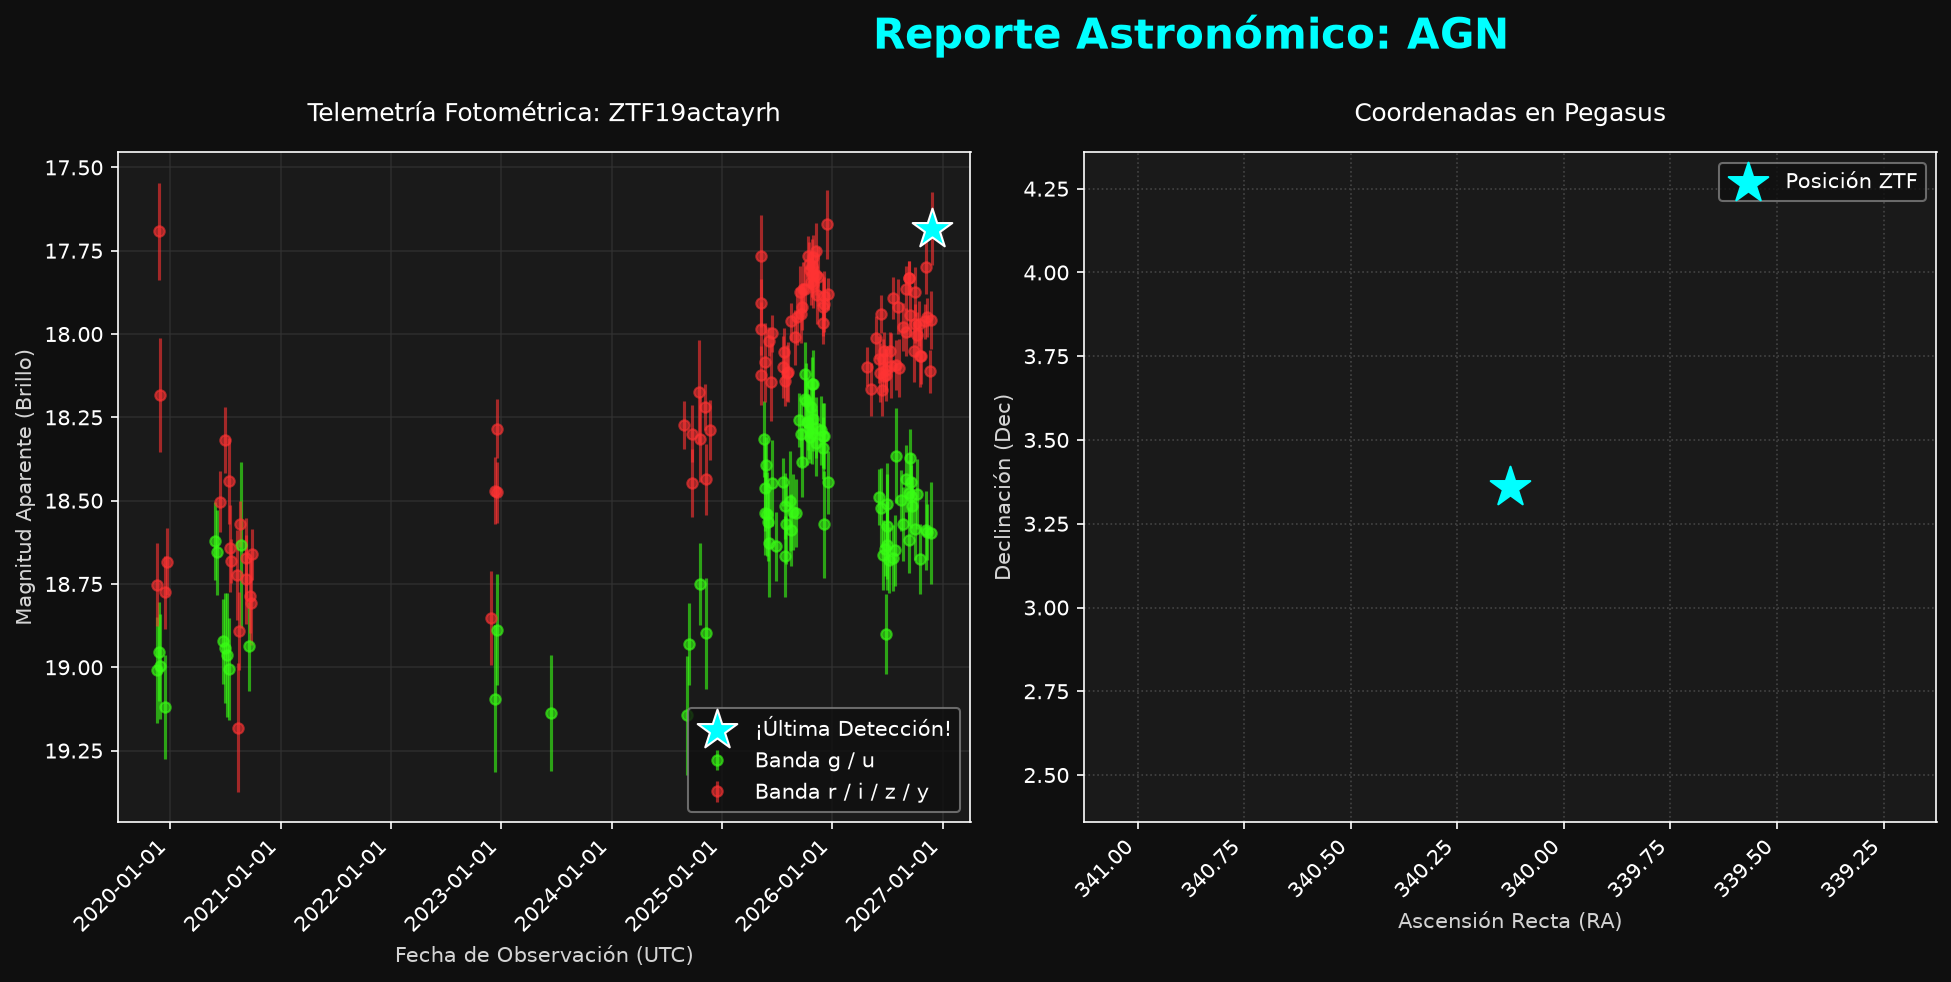 Reporte Astronómico: AGN
Telemetría Fotométrica: ZTF19actayrh
Magnitud Aparente (Brillo)
17.50
17.75
18.00
18.25
18.50
18.75
19.00
19.25
¡Última Detección!
Banda g / u
Banda r / i / z / y
2020-01-01
2021-01-01
2022-01-01
2023-01-01
2024-01-01
2025-01-01
2026-01-01
2027-01-01
Fecha de Observación (UTC)
Coordenadas en Pegasus
Posición ZTF
Declinación (Dec)
4.25
4.00
3.75
3.50
3.25
3.00
2.75
2.50
341.00
340.75
340.50
340.25
340.00
339.75
339.50
339.25
Ascensión Recta (RA)